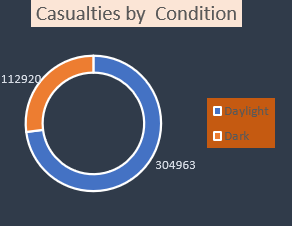 Casualties by Condition
112920
304963
Daylight
Dark